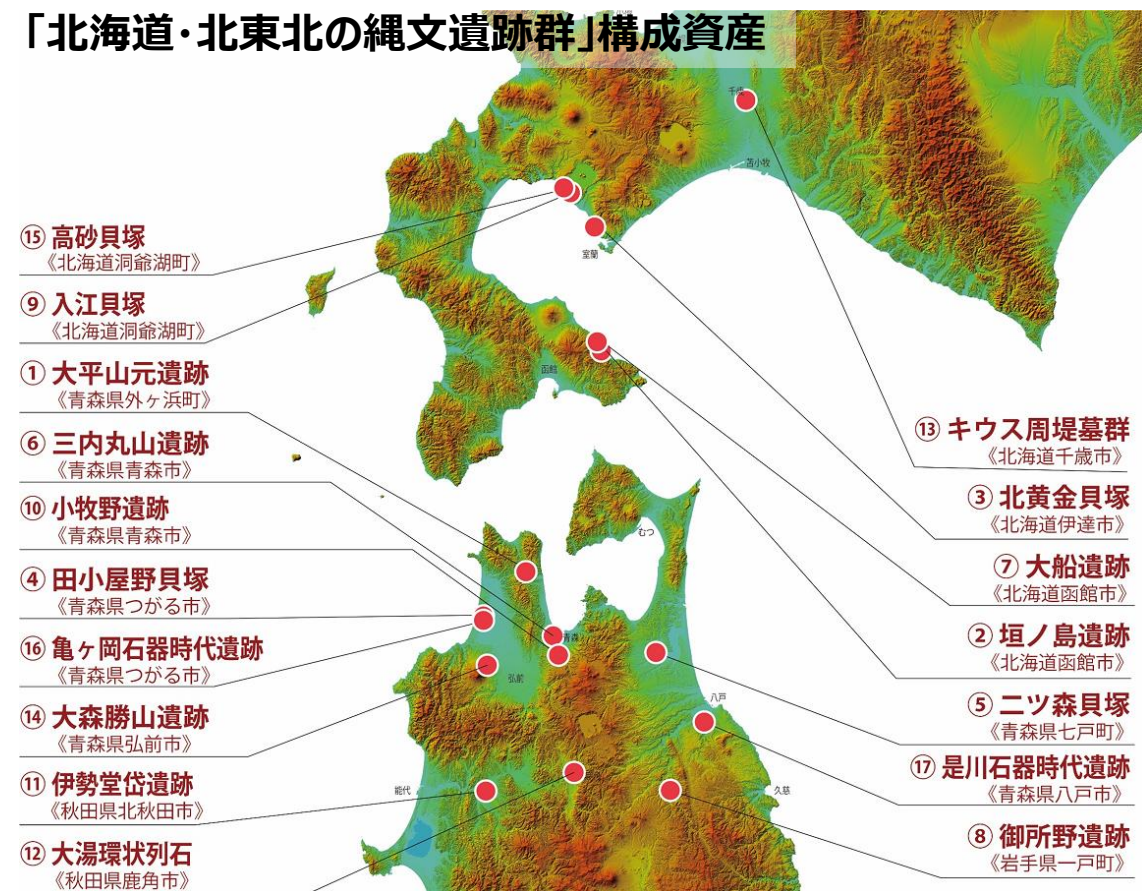 「北海道･北東北の縄文遺跡群」構成資産
千歳
苫小牧
⑮ 高砂貝塚
《北海道洞爺湖町》
室蘭
⑨ 入江貝塚
《北海道洞爺湖町》
① 大平山元遺跡
《青森県外ヶ浜町》
函館
⑥ 三内丸山遺跡
《青森県青森市》
⑩ 小牧野遺跡
《青森県青森市》
④ 田小屋野貝塚
《青森県つがる市》
⑯ 亀ヶ岡石器時代遺跡
《青森県つがる市》
⑭ 大森勝山遺跡
《青森県弘前市》
⑪ 伊勢堂岱遺跡
《秋田県北秋田市》
⑫ 大湯環状列石
《秋田県鹿角市》
むつ
青森
弘前
八戸
能代
久慈
⑬ キウス周堤墓群
《北海道千歳市》
③ 北黄金貝塚
《北海道伊達市》
⑦ 大船遺跡
《北海道函館市》
② 垣ノ島遺跡
《北海道函館市》
⑤ 二ツ森貝塚
《青森県七戸町》
⑰ 是川石器時代遺跡
《青森県八戸市》
⑧ 御所野遺跡
《岩手県一戸町》